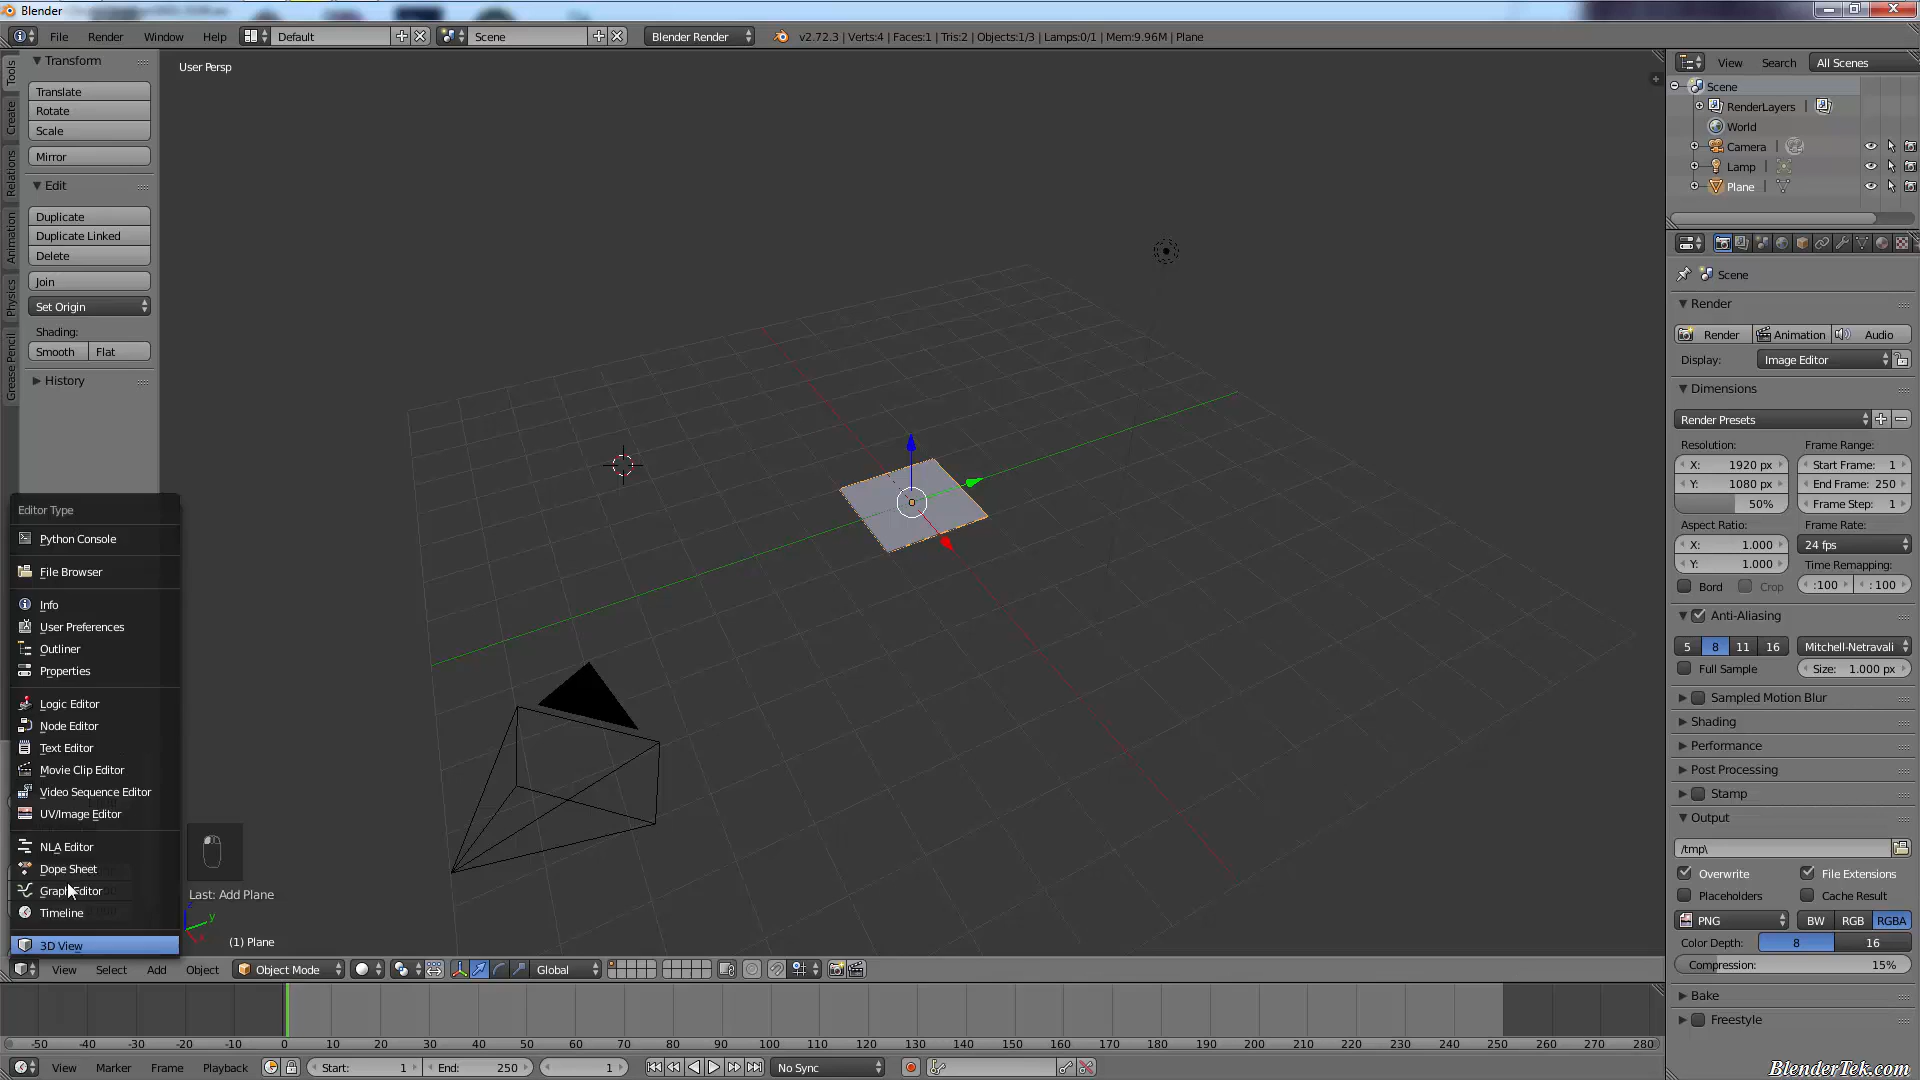 Blender
File Render Window Help Default Scene Blender Render v2.72.3 | Verts:4 | Faces:1 | Tris:2 | Objects:1/3 | Lamps:0/1 | Mem:9.96M | Plane
Tools
Create
Relations
Animation
Physics
Grease Pencil
Transform
Translate
Rotate
Scale
Mirror
Edit
Duplicate
Duplicate Linked
Delete
Join
Set Origin
Shading:
Smooth Flat
History
Editor Type
Python Console
File Browser
Info
User Preferences
Outliner
Properties
Logic Editor
Node Editor
Text Editor
Movie Clip Editor
Video Sequence Editor
UV/Image Editor
NLA Editor
Dope Sheet
Graph Editor
Timeline
3D View
User Persp
Last: Add Plane
z
y
x
(1) Plane
View Select Add Object Object Mode Global
-50 -40 -30 -20 -10 0 10 20 30 40 50 60 70 80 90 100 110 120 130 140 150 160 170 180 190 200 210 220 230 240 250 260 270 280
View Marker Frame Playback Start: 1 End: 250 1 No Sync
View Search All Scenes
Scene
RenderLayers |
World
Camera |
Lamp |
Plane |
Scene
Render
Render Animation Audio
Display: Image Editor
Dimensions
Render Presets
Resolution: Frame Range:
X: 1920 px Start Frame: 1
Y: 1080 px End Frame: 250
50% Frame Step: 1
Aspect Ratio: Frame Rate:
X: 1.000 24 fps
Y: 1.000 Time Remapping:
Bord Crop :100 : 100
Anti-Aliasing
5 8 11 16 Mitchell-Netravali
Full Sample Size: 1.000 px
Sampled Motion Blur
Shading
Performance
Post Processing
Stamp
Output
/tmp\
Overwrite File Extensions
Placeholders Cache Result
PNG BW RGB RGBA
Color Depth: 8 16
Compression: 15%
Bake
Freestyle
BlenderTek.com